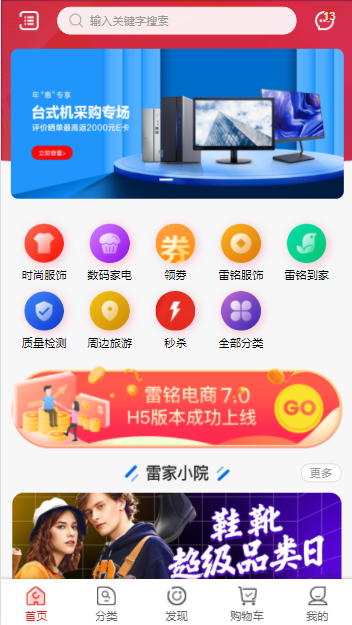 输入关键字搜索
13
年“惠”专享
台式机采购专场
评价晒单最高返2000元E卡
立即查看>
券
时尚服饰 数码家电 领券 雷铭服饰 雷铭到家
质量检测 周边旅游 秒杀 全部分类
雷铭电商 7.0
H5版本成功上线
GO
雷家小院 更多
鞋靴
超级品类日
首页 分类 发现 购物车 我的